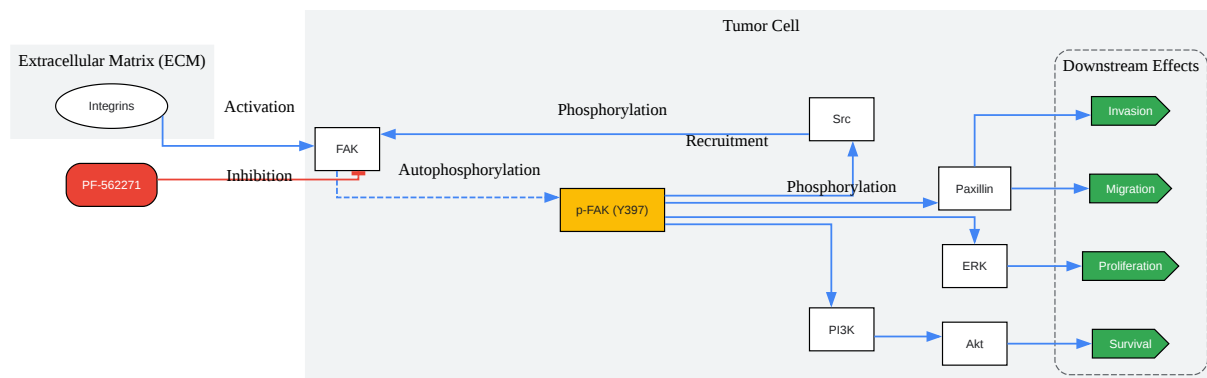 Tumor Cell
Extracellular Matrix (ECM)
Downstream Effects
Integrins
Activation
Phosphorylation
Src
Invasion
FAK
Recruitment
Inhibition
Autophosphorylation
PF-562271
Phosphorylation
Paxillin
Migration
p-FAK (Y397)
ERK
Proliferation
PI3K
Akt
Survival